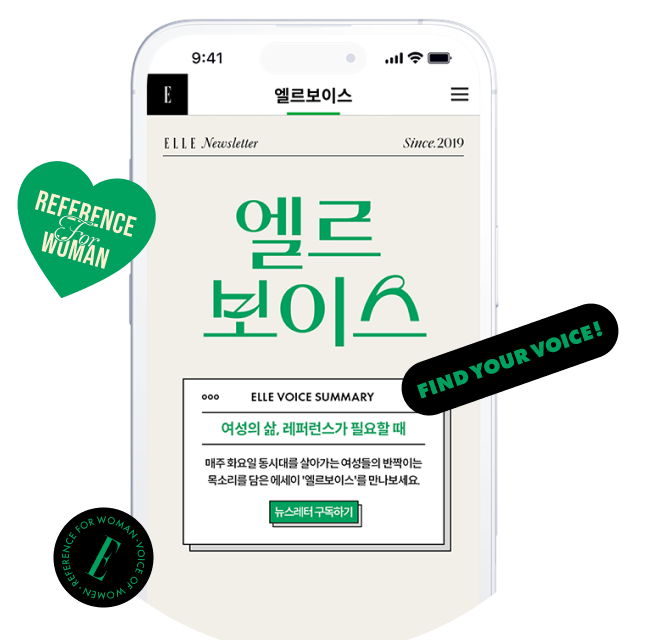 9:41
E
엘르보이스
ELLE Newsletter
Since.2019
REFERENCE
For
WOMAN
엘르
보이스
FIND YOUR VOICE!
ELLE VOICE SUMMARY
여성의 삶, 레퍼런스가 필요할 때
매주 화요일 동시대를 살아가는 여성들의 반짝이는
목소리를 담은 에세이 '엘르보이스'를 만나보세요.
뉴스레터 구독하기
REFERENCE FOR WOMAN·VOICE OF WOMEN·
E